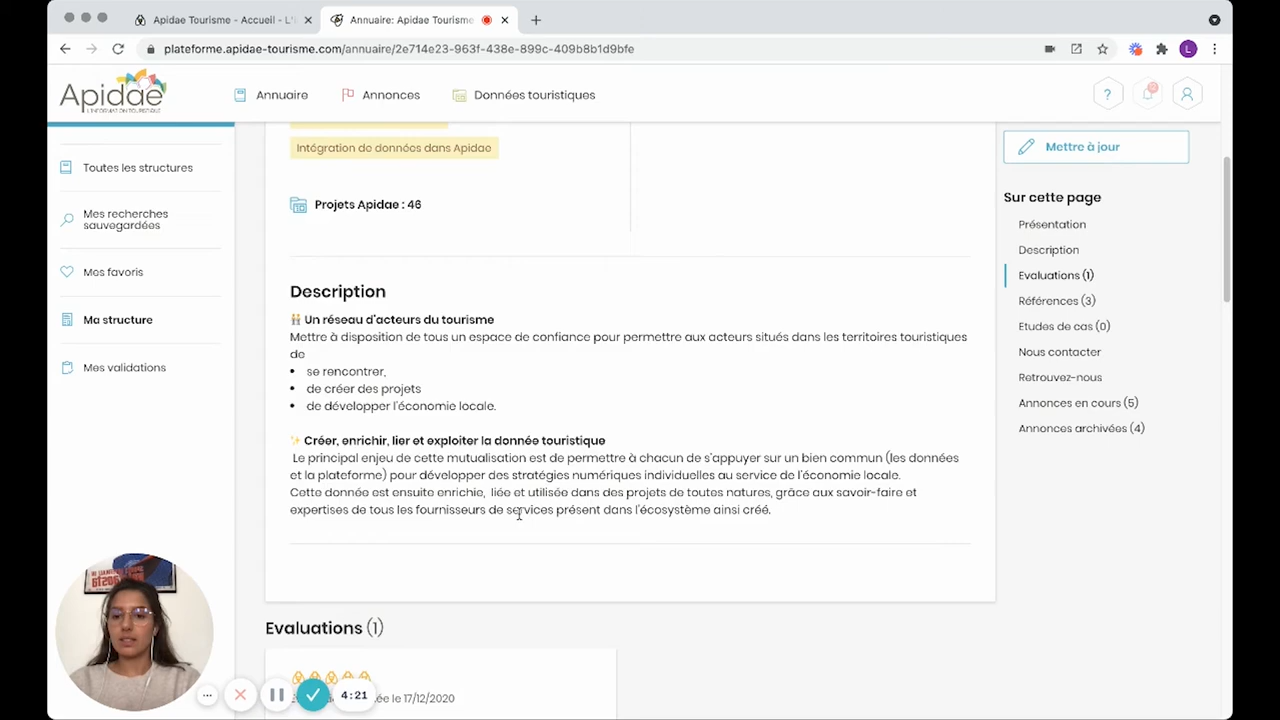 Apidae Tourisme - Accueil - L'i
Annuaire: Apidae Tourisme
plateforme.apidae-tourisme.com/annuaire/2e714e23-963f-438e-899c-409b8b1d9bfe
L
Apidae
L'INFORMATION TOURISTIQUE
Annuaire
Annonces
Données touristiques
?
Toutes les structures
Mes recherches
sauvegardées
Mes favoris
Ma structure
Mes validations
Intégration de données dans Apidae
Projets Apidae : 46
Description
Un réseau d'acteurs du tourisme
Mettre à disposition de tous un espace de confiance pour permettre aux acteurs situés dans les territoires touristiques
de
• se rencontrer,
• de créer des projets
• de développer l'économie locale.
Créer, enrichir, lier et exploiter la donnée touristique
Le principal enjeu de cette mutualisation est de permettre à chacun de s'appuyer sur un bien commun (les données
et la plateforme) pour développer des stratégies numériques individuelles au service de l'économie locale.
Cette donnée est ensuite enrichie, liée et utilisée dans des projets de toutes natures, grâce aux savoir-faire et
expertises de tous les fournisseurs de services présent dans l'écosystème ainsi créé.
Evaluations (1)
ée le 17/12/2020
Mettre à jour
Sur cette page
Présentation
Description
Evaluations (1)
Références (3)
Etudes de cas (0)
Nous contacter
Retrouvez-nous
Annonces en cours (5)
Annonces archivées (4)
4:21